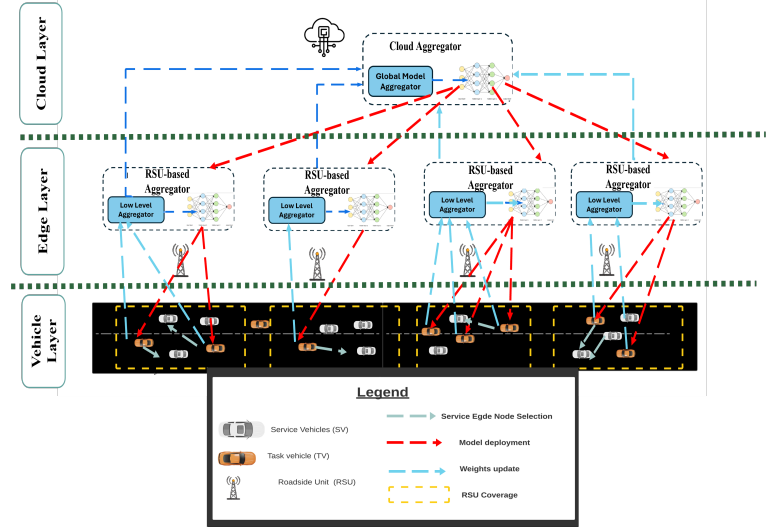 Cloud Layer
Cloud Aggregator
Global Model
Aggregator
Edge Layer
RSU-based
Aggregator
Low Level
Aggregator
RSU-based
Aggregator
Low Level
Aggregator
RSU-based
Aggregator
Low Level
Aggregator
RSU-based
Aggregator
Low Level
Aggregator
Vehicle
Layer
Legend
Service Vehicles (SV)
Task vehicle (TV)
Roadside Unit (RSU)
Service Egde Node Selection
Model deployment
Weights update
RSU Coverage